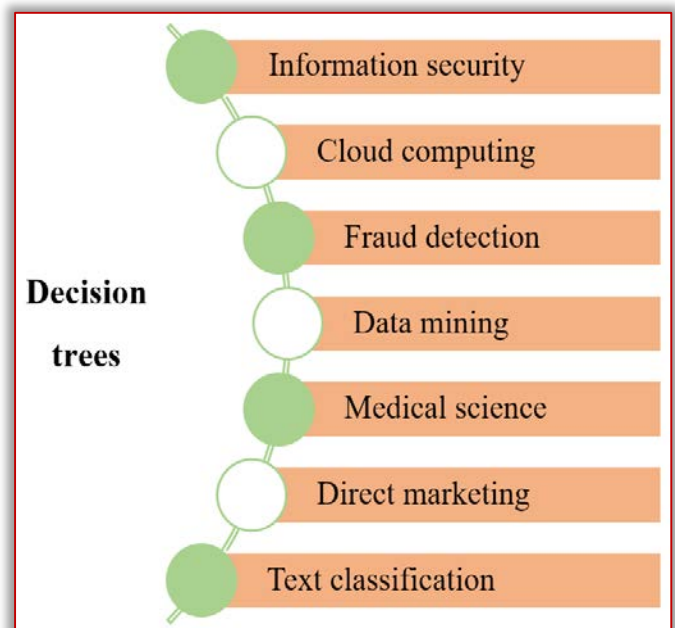 Decision
trees
Information security
Cloud computing
Fraud detection
Data mining
Medical science
Direct marketing
Text classification